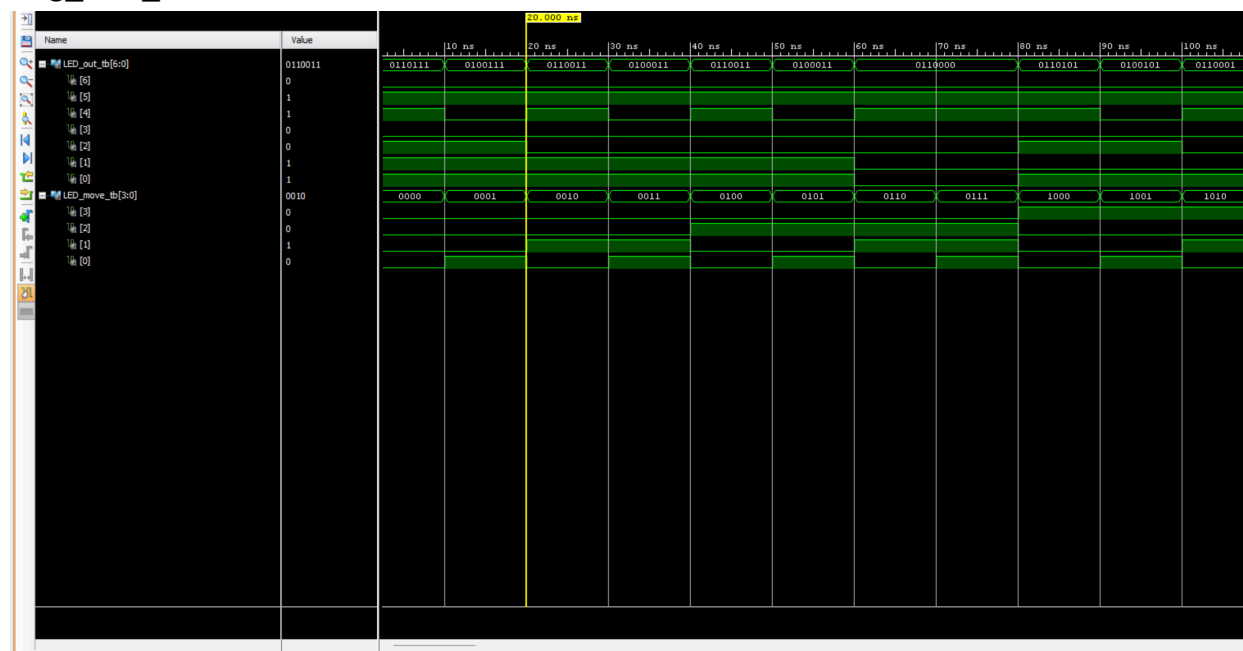 20.000 ns
Name Value
10 ns 20 ns 30 ns 40 ns 50 ns 60 ns 70 ns 80 ns 90 ns 100 ns
LED_out_tb[6:0] 0110011 0110111 0100111 0110011 0100011 0110011 0100011 0110000 0110101 0100101 0110001
[6] 0
[5] 1
[4] 1
[3] 0
[2] 0
[1] 1
[0] 1
LED_move_tb[3:0] 0010 0000 0001 0010 0011 0100 0101 0110 0111 1000 1001 1010
[3] 0
[2] 0
[1] 1
[0] 0